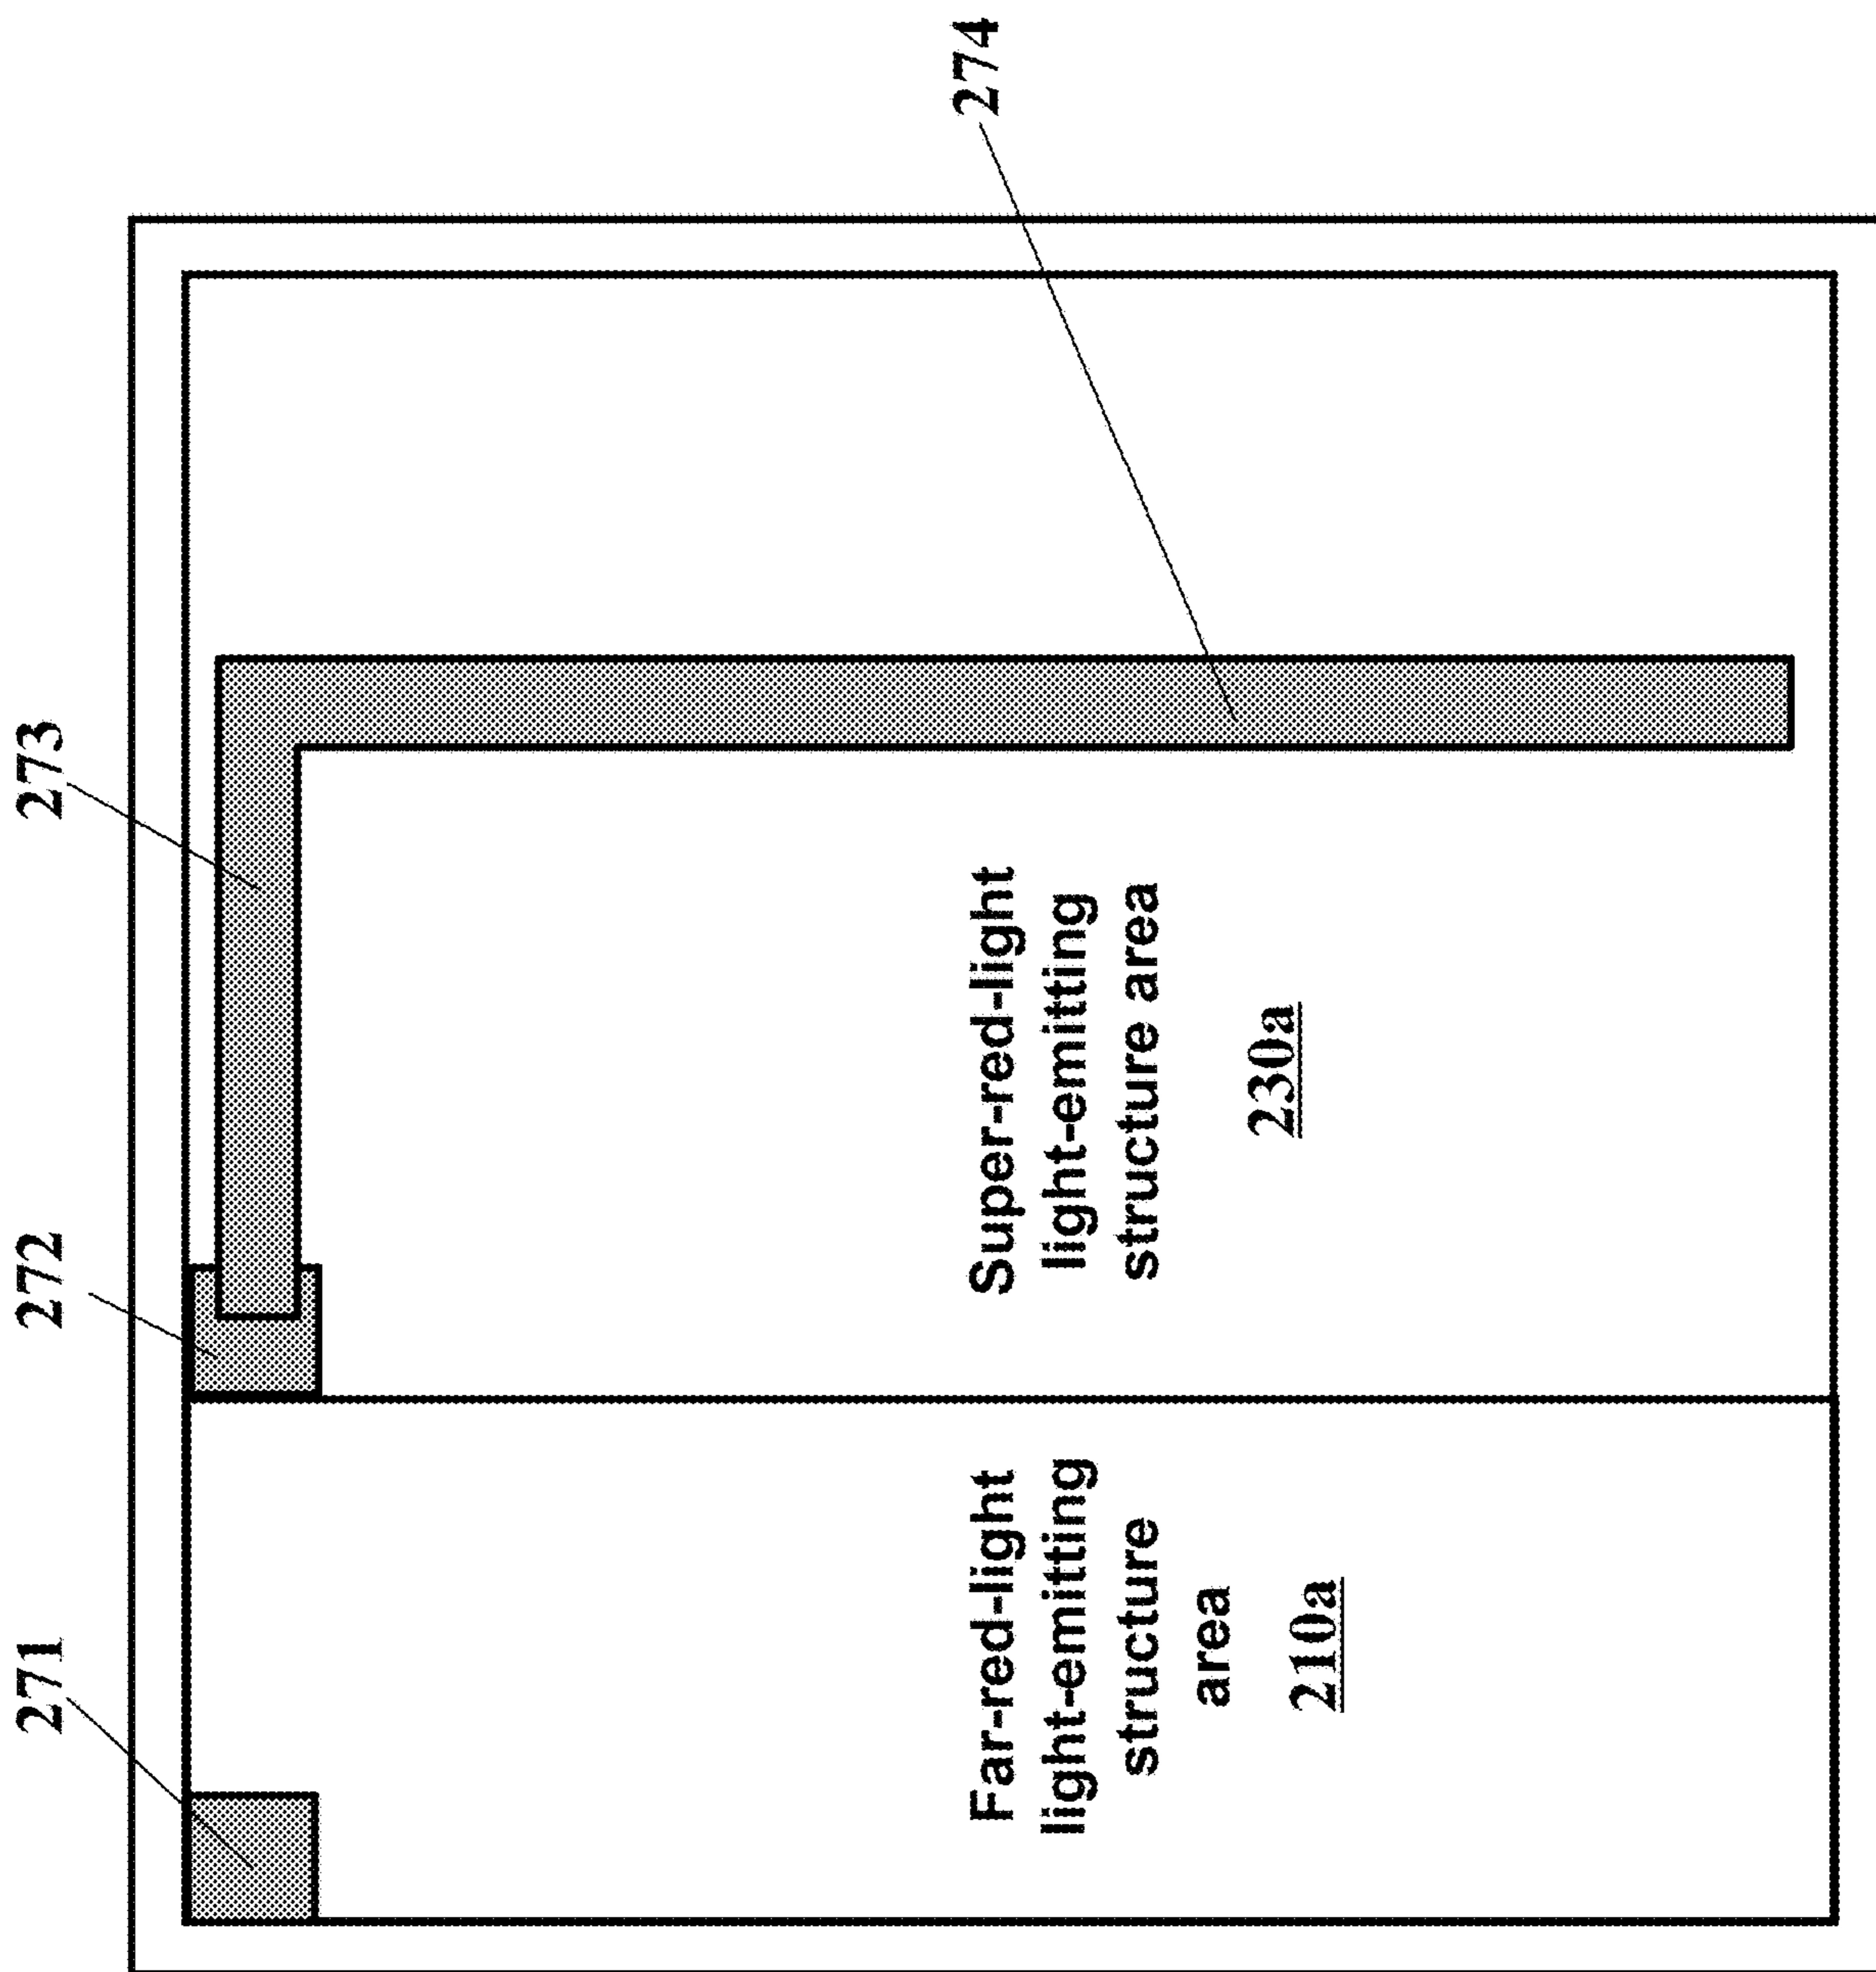 271
272
273
274
Far-red-light
light-emitting
structure
area
210a
Super-red-light
light-emitting
structure area
230a